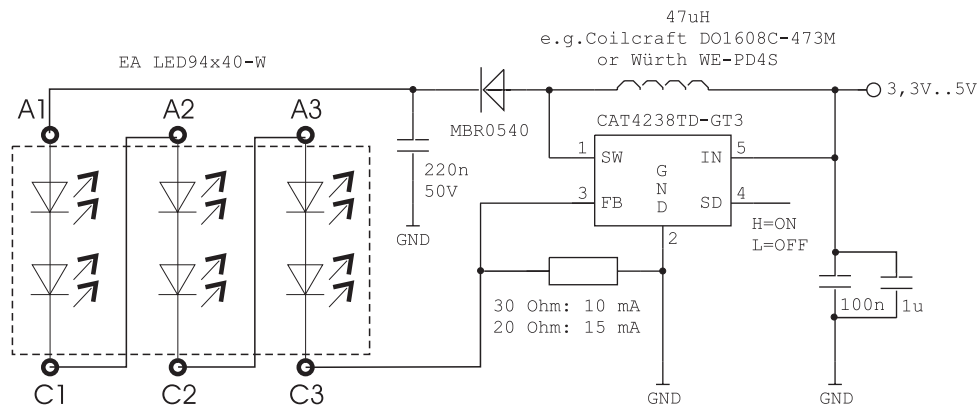 47uH
e.g.Coilcraft DO1608C-473M
or Würth WE-PD4S
EA LED94x40-W
3,3V..5V
A1
A2
A3
MBR0540
CAT4238TD-GT3
1
SW
IN
5
220n
50V
GND
3
FB
GND
SD
4
2
H=ON
L=OFF
30 Ohm: 10 mA
20 Ohm: 15 mA
100n
1u
C1
C2
C3
GND
GND